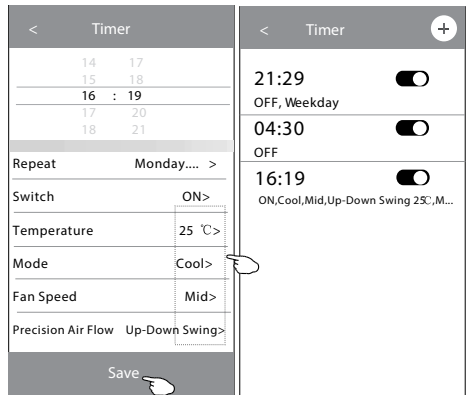 < Timer
14 17
15 18
16 : 19
17 20
18 21
Repeat Monday.... >
Switch ON>
Temperature 25 ℃>
Mode Cool>
Fan Speed Mid>
Precision Air Flow Up-Down Swing>
Save
< Timer +
21:29
OFF, Weekday
04:30
OFF
16:19
ON,Cool,Mid,Up-Down Swing 25℃,M...